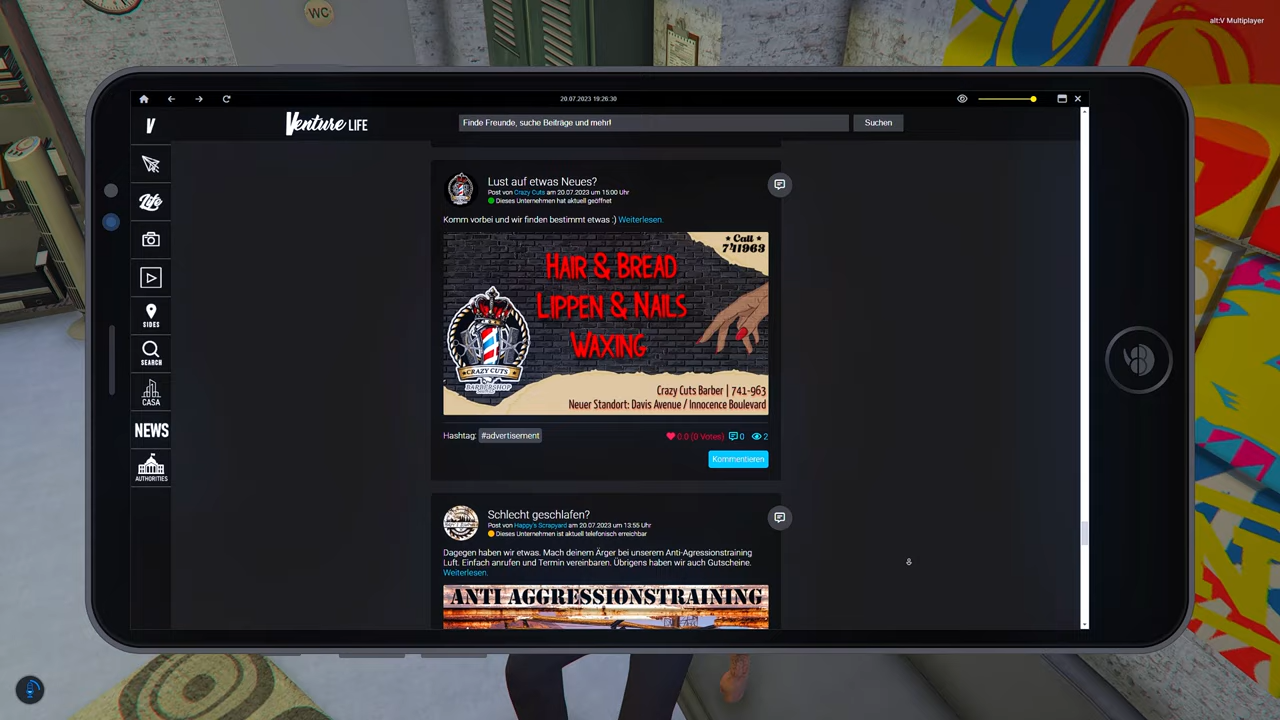 WC
alt:V Multiplayer
20.07.2023 19:26:30
V
Venture LIFE
Finde Freunde, suche Beiträge und mehr!
Suchen
Life
SIDES
SEARCH
CASA
NEWS
AUTHORITIES
Lust auf etwas Neues?
Post von Crazy Cuts am 20.07.2023 um 15:00 Uhr
Dieses Unternehmen hat aktuell geöffnet
Komm vorbei und wir finden bestimmt etwas :) Weiterlesen.
★ Call ★
741963
HAIR & BREAD
LIPPEN & NAILS
WAXING
CRAZY CUTS
BARBERSHOP
Crazy Cuts Barber | 741-963
Neuer Standort: Davis Avenue / Innocence Boulevard
Hashtag: #advertisement
0.0 (0 Votes) 0 2
Kommentieren
Schlecht geschlafen?
Post von Happy's Scrapyard am 20.07.2023 um 13:55 Uhr
Dieses Unternehmen ist aktuell telefonisch erreichbar
Dagegen haben wir etwas. Mach deinem Ärger bei unserem Anti-Agressionstraining
Luft. Einfach anrufen und Termin vereinbaren. Übrigens haben wir auch Gutscheine.
Weiterlesen.
ANTI AGGRESSIONSTRAINING